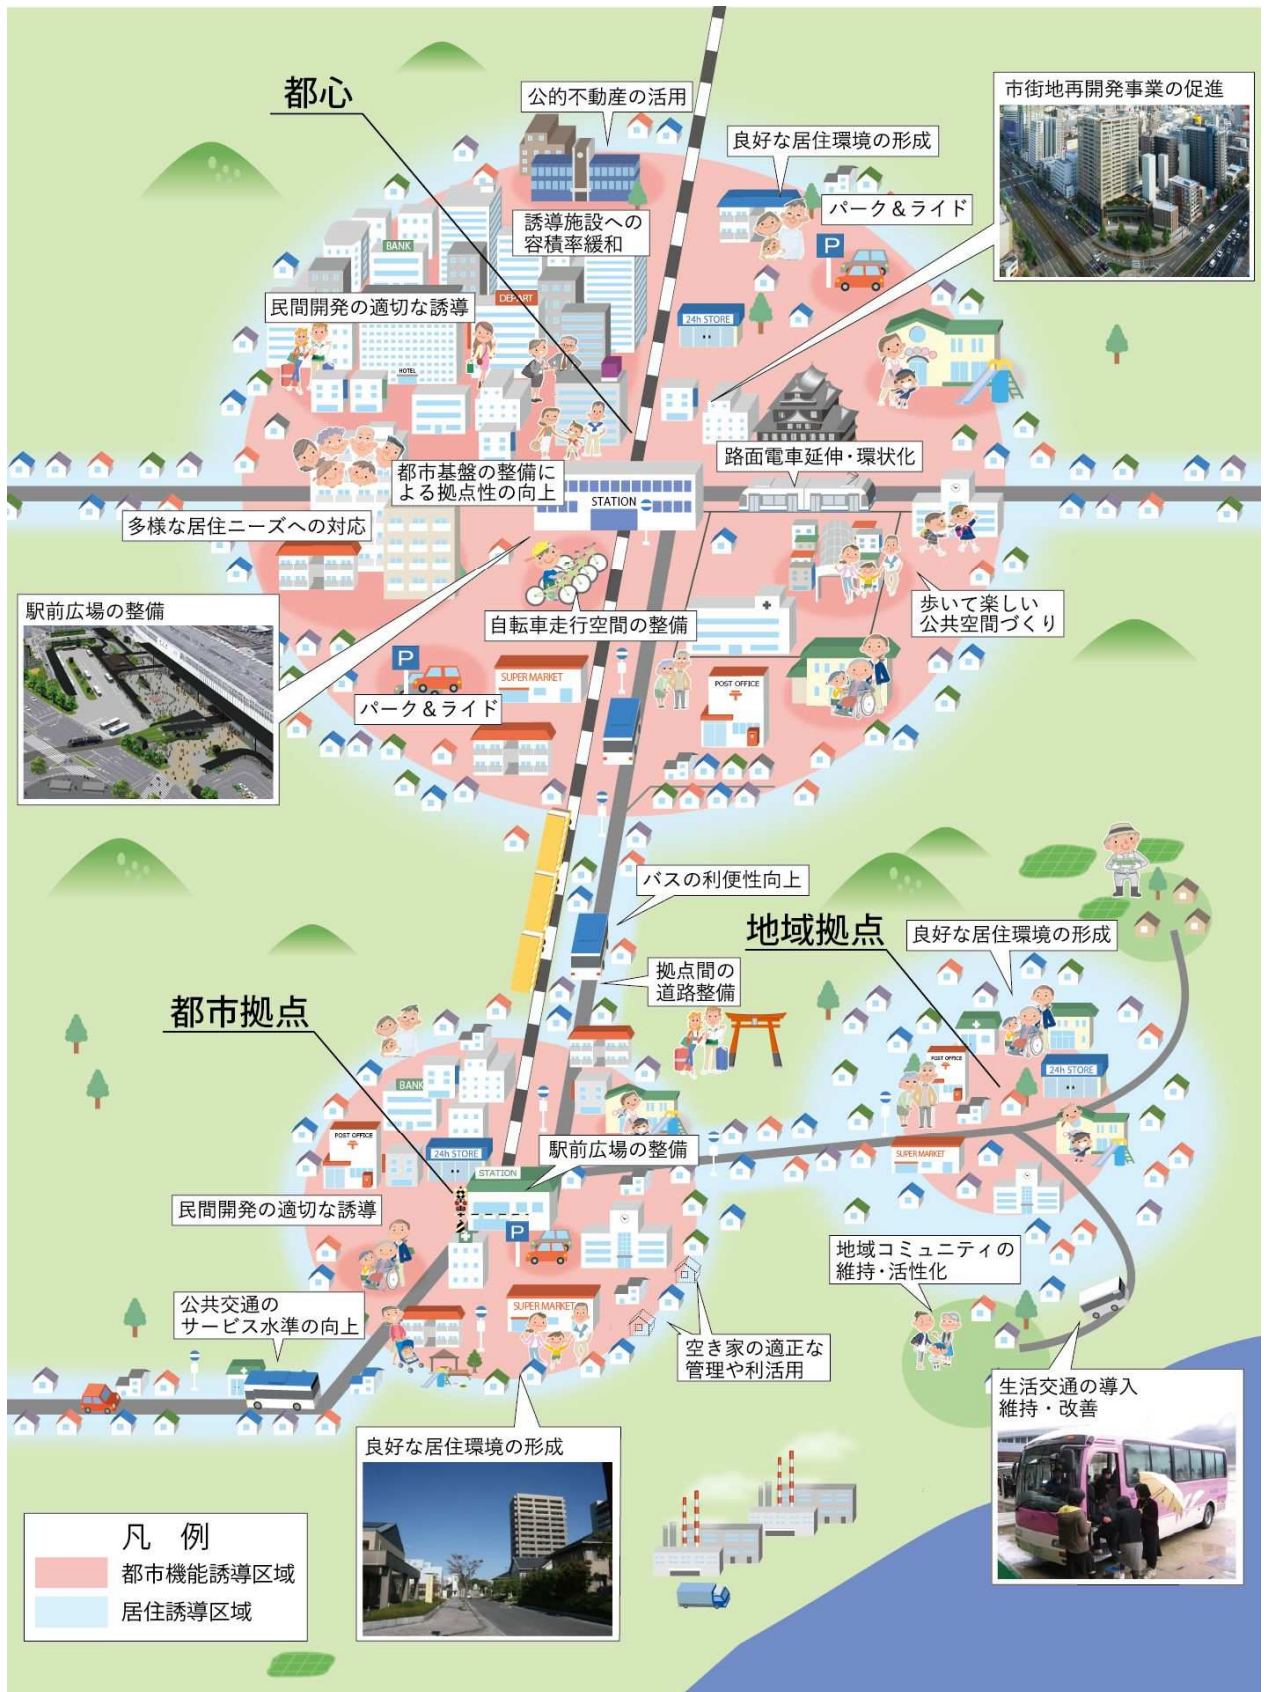 都心
公的不動産の活用
市街地再開発事業の促進
良好な居住環境の形成
パーク＆ライド
誘導施設への
容積率緩和
P
BANK
DEPART
民間開発の適切な誘導
24h STORE
HOTEL
路面電車延伸・環状化
都市基盤の整備に
よる拠点性の向上
STATION
多様な居住ニーズへの対応
駅前広場の整備
歩いて楽しい
公共空間づくり
自転車走行空間の整備
P
SUPER MARKET
POST OFFICE
パーク＆ライド
バスの利便性向上
地域拠点
良好な居住環境の形成
拠点間の
道路整備
都市拠点
POST OFFICE
24h STORE
BANK
POST OFFICE
24h STORE
駅前広場の整備
SUPER MARKET
STATION
民間開発の適切な誘導
P
地域コミュニティの
維持・活性化
公共交通の
サービス水準の向上
SUPER MARKET
空き家の適正な
管理や利活用
生活交通の導入
維持・改善
良好な居住環境の形成
凡 例
都市機能誘導区域
居住誘導区域